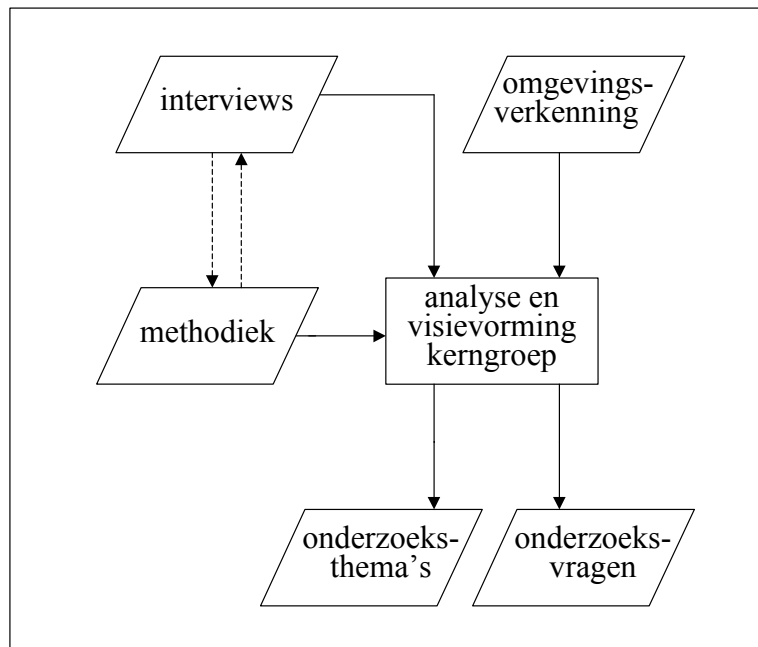 interviews
omgevings-
verkenning
methodiek
analyse en
visievorming
kerngroep
onderzoeks-
thema’s
onderzoeks-
vragen